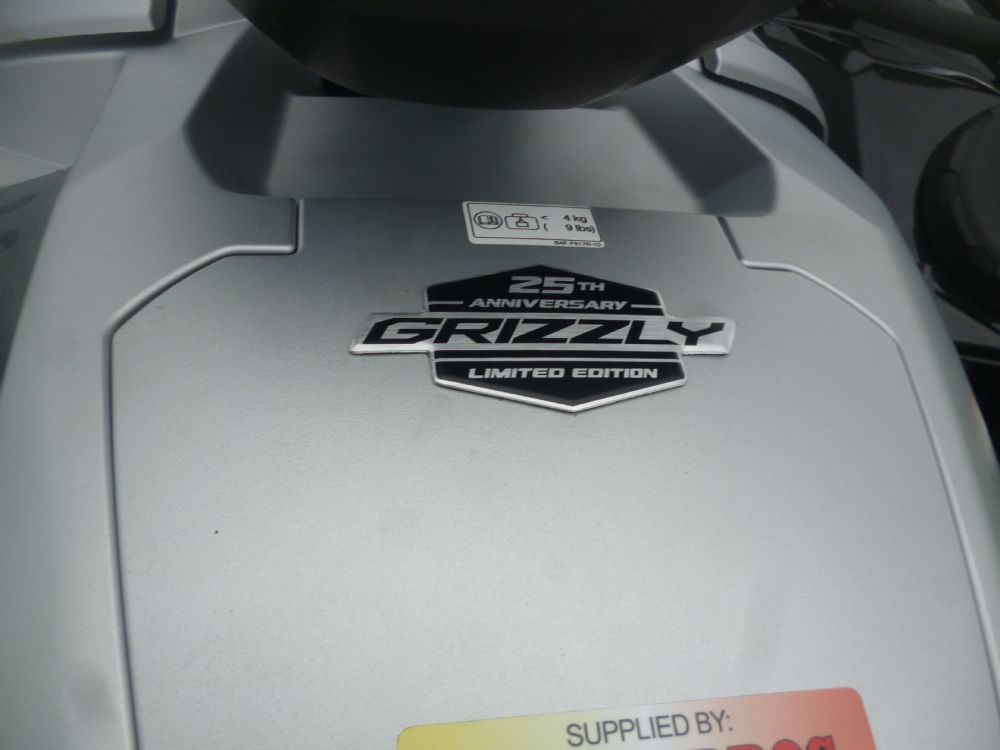 < 4 kg
( 9 lbs)
25TH
ANNIVERSARY
GRIZZLY
LIMITED EDITION
SUPPLIED BY: